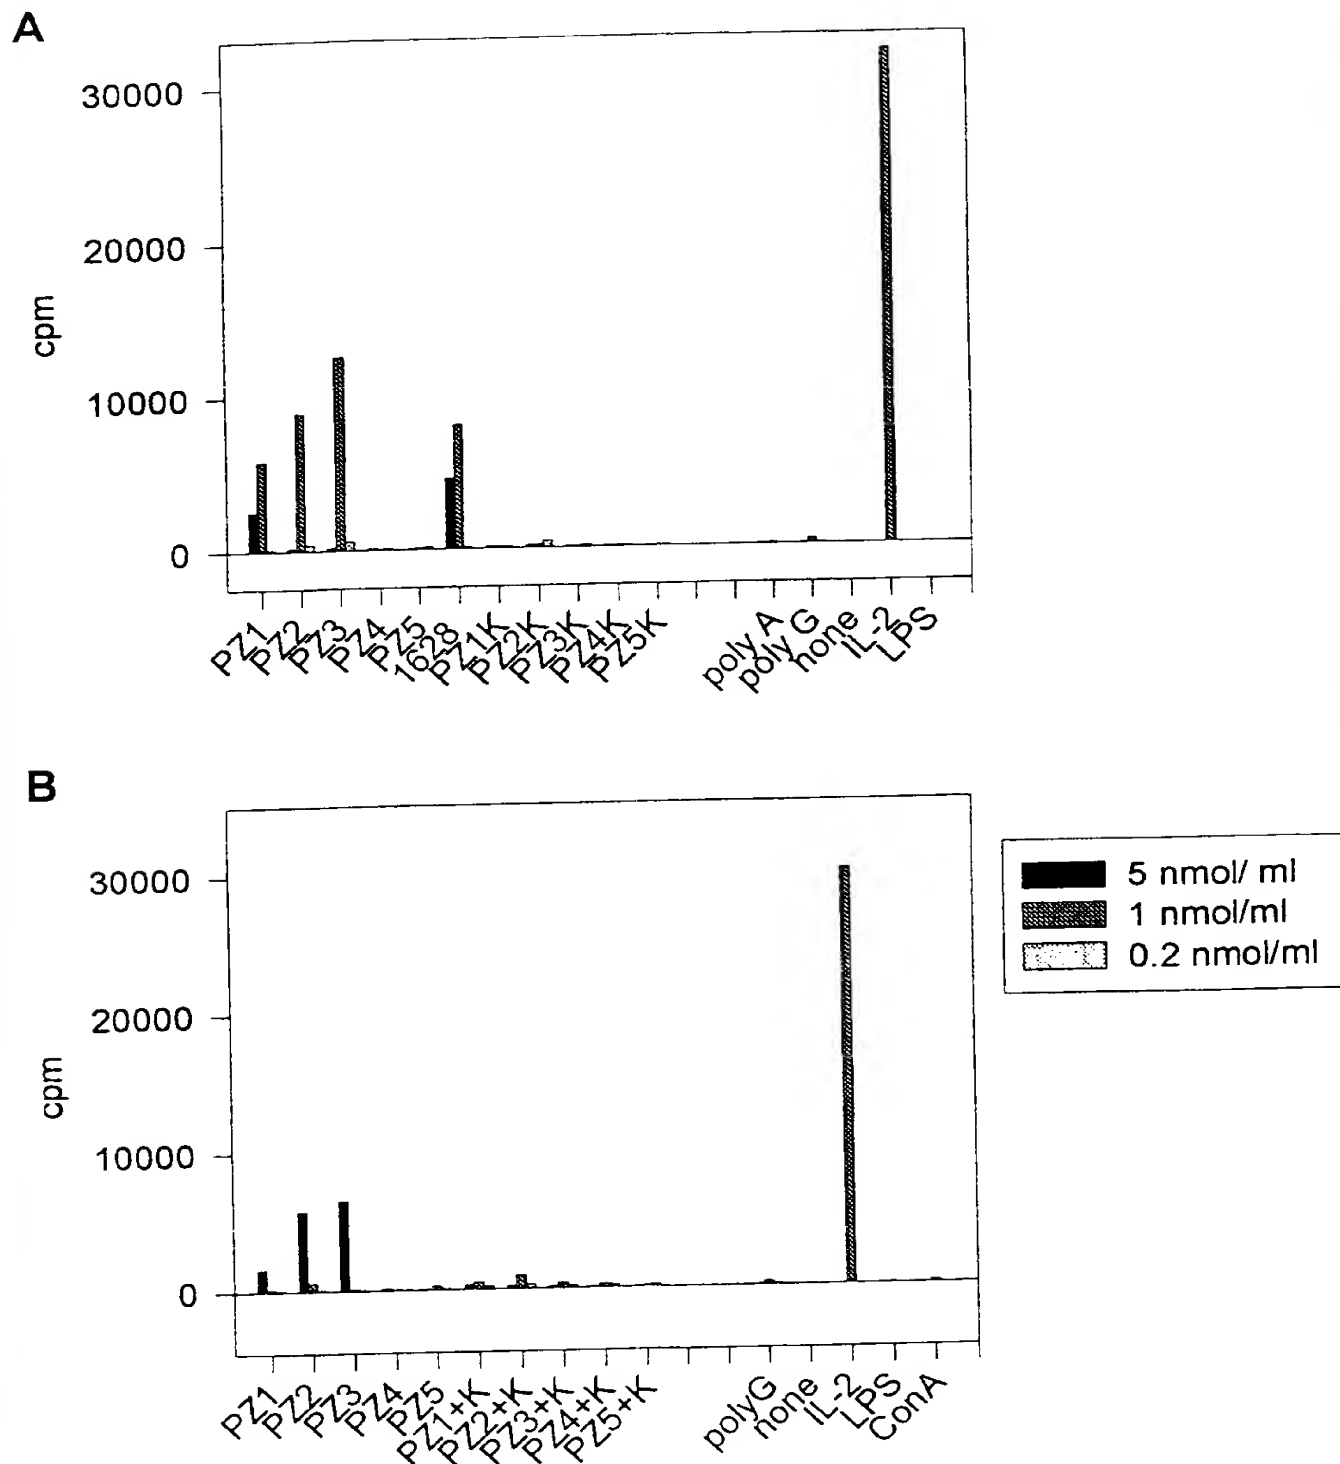 A
30000
20000
10000
0
cpm
PZ1
PZ2
PZ3
PZ4
PZ5
1628
PZ1K
PZ2K
PZ3K
PZ4K
PZ5K
poly A
poly G
none
IL-2
LPS
B
30000
20000
10000
0
cpm
PZ1
PZ2
PZ3
PZ4
PZ5
PZ1+K
PZ2+K
PZ3+K
PZ4+K
PZ5+K
polyG
none
IL-2
LPS
ConA
5 nmol/ ml
1 nmol/ml
0.2 nmol/ml